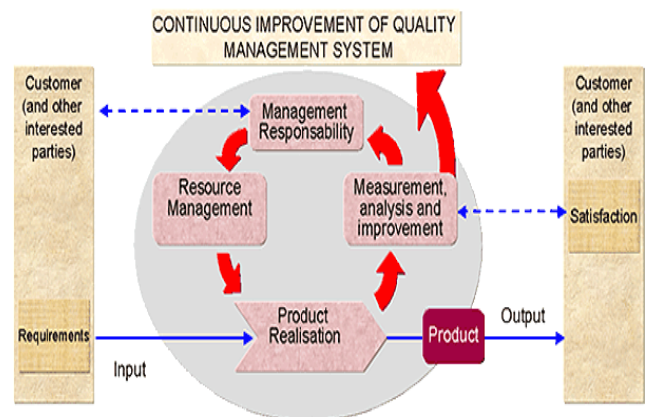 CONTINUOUS IMPROVEMENT OF QUALITY
MANAGEMENT SYSTEM
Customer
(and other
interested
parties)
Requirements
Management
Responsability
Resource
Management
Measurement,
analysis and
improvement
Product
Realisation
Input
Product
Output
Customer
(and other
interested
parties)
Satisfaction